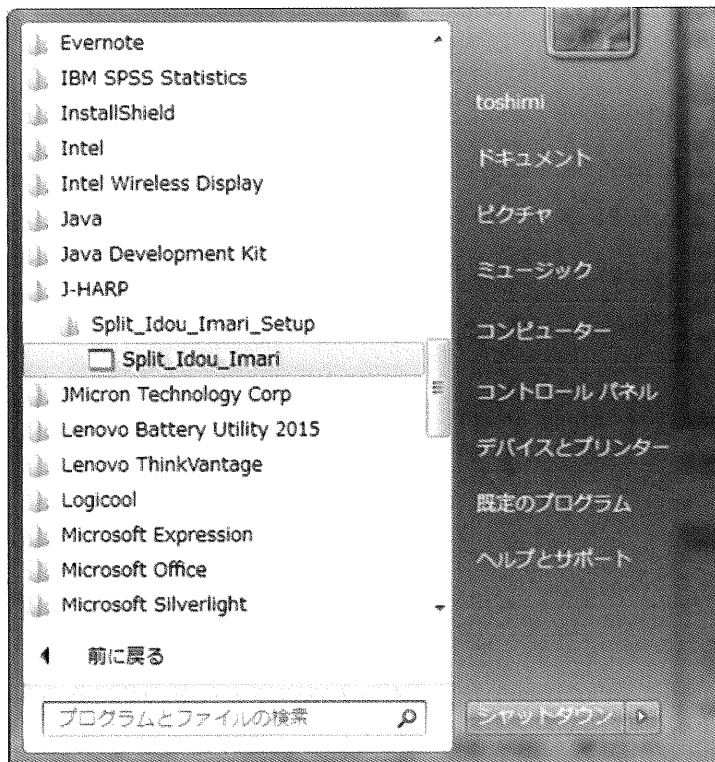 Evernote
IBM SPSS Statistics
InstallShield
Intel
Intel Wireless Display
Java
Java Development Kit
J-HARP
Split_Idou_Imari_Setup
Split_Idou_Imari
JMicron Technology Corp
Lenovo Battery Utility 2015
Lenovo ThinkVantage
Logicool
Microsoft Expression
Microsoft Office
Microsoft Silverlight
前に戻る
プログラムとファイルの検索
toshimi
ドキュメント
ピクチャ
ミュージック
コンピューター
コントロール パネル
デバイスとプリンター
既定のプログラム
ヘルプとサポート
シャットダウン